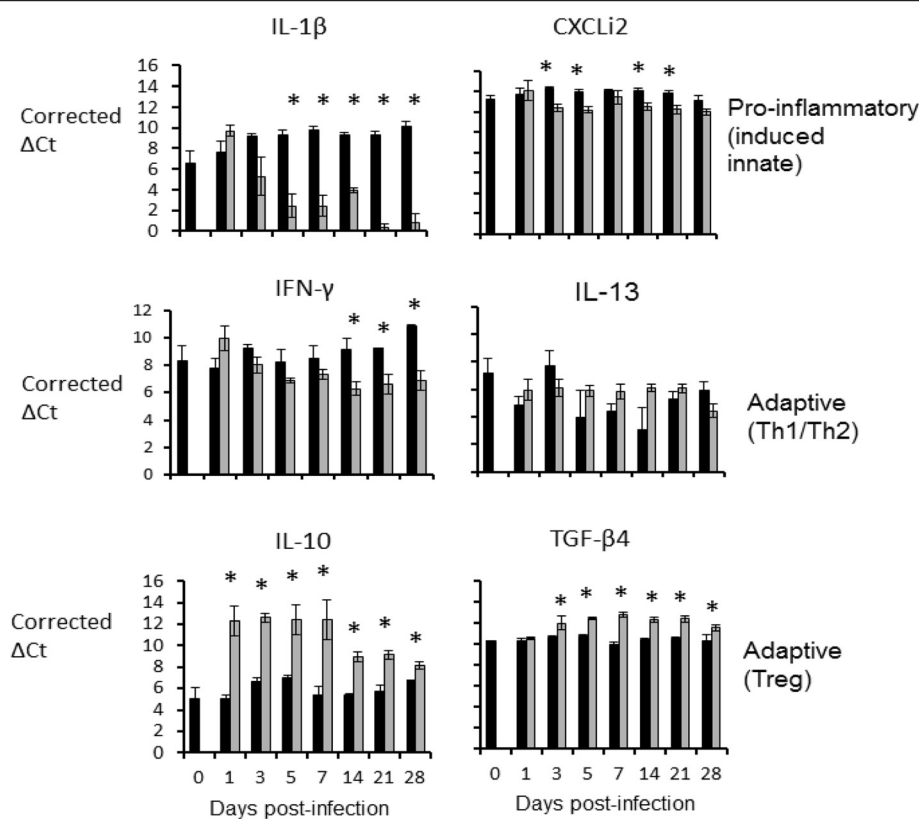 IL-1β
CXCLi2
Corrected
ΔCt
16
14
12
10
8
6
4
2
0
* * * * *
* * * *
Pro-inflammatory
(induced
innate)
IFN-γ
IL-13
Corrected
ΔCt
12
10
8
6
4
2
0
* * *
Adaptive
(Th1/Th2)
IL-10
TGF-β4
Corrected
ΔCt
16
14
12
10
8
6
4
2
0
* * * * * * *
* * * * * *
Adaptive
(Treg)
0 1 3 5 7 14 21 28
0 1 3 5 7 14 21 28
Days post-infection
Days post-infection